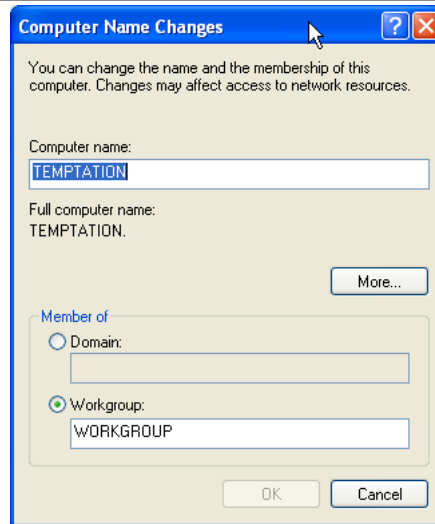 Computer Name Changes
You can change the name and the membership of this
computer. Changes may affect access to network resources.
Computer name:
TEMPTATION
Full computer name:
TEMPTATION.
More...
Member of
Domain:
Workgroup:
WORKGROUP
OK Cancel